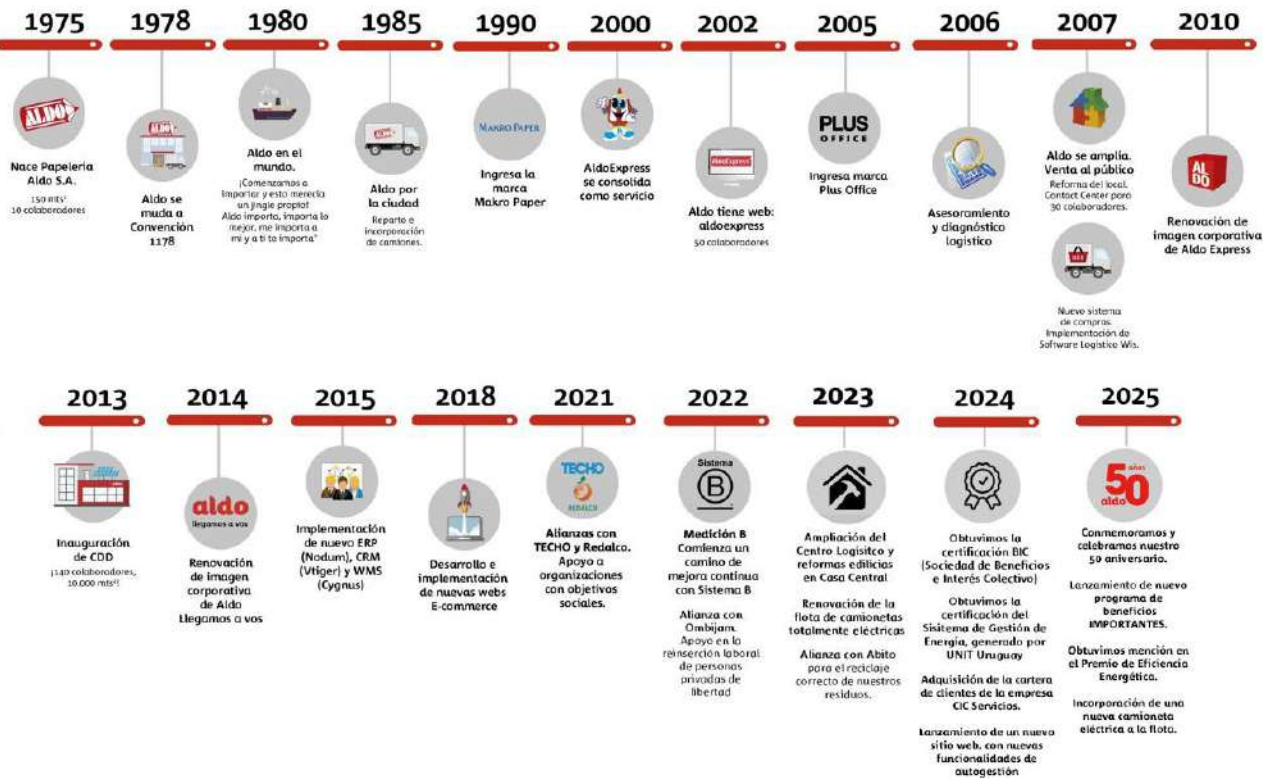 1975
ALDO
Nace Papelería
Aldo S.A.
150 mts²
10 colaboradores
1978
ALDO
Aldo se
muda a
Convención
1178
1980
Aldo en el
mundo.
¡Comenzamos a
importar y esto merecía
un jingle propio!
Aldo importa, importa lo
mejor, me importa a
mi y a ti te importa"
1985
ALDO
Aldo por
la ciudad
Reparto e
incorporación
de camiones.
1990
MAKRO PAPER
Ingresa la
marca
Makro Paper
2000
AldoExpress
se consolida
como servicio
2002
AldoExpress
Aldo tiene web:
aldoexpress
50 colaboradores
2005
PLUS
OFFICE
Ingresa marca
Plus Office
2006
Asesoramiento
y diagnóstico
logístico
2007
Aldo se amplía.
Venta al público
Reforma del local.
Contact Center para
30 colaboradores.
Nuevo sistema
de compras.
Implementación de
Software Logístico Wis.
2010
AL
DO
Renovación de
imagen corporativa
de Aldo Express
2013
Inauguración
de CDD
¡140 colaboradores,
10.000 mts²!
2014
aldo
llegamos a vos
Renovación
de imagen
corporativa
de Aldo
Llegamos a vos
2015
Implementación
de nuevo ERP
(Nodum), CRM
(Vtiger) y WMS
(Cygnus)
2018
Desarrollo e
implementación
de nuevas webs
E-commerce
2021
TECHO
REDALCO
Alianzas con
TECHO y Redalco.
Apoyo a
organizaciones
con objetivos
sociales.
2022
Sistema
B
Medición B
Comienza un
camino de
mejora continua
con Sistema B
Alianza con
Ombijam.
Apoyo en la
reinserción laboral
de personas
privadas de
libertad
2023
Ampliación del
Centro Logisitco y
reformas edilicias
en Casa Central
Renovación de la
flota de camionetas
totalmente eléctricas
Alianza con Abito
para el reciclaje
correcto de nuestros
residuos.
2024
Obtuvimos la
certificación BIC
(Sociedad de Beneficios
e Interés Colectivo)
Obtuvimos la
certificación del
Sisitema de Gestión de
Energía, generado por
UNIT Uruguay
Adquisición de la cartera
de clientes de la empresa
CIC Servicios.
Lanzamiento de un nuevo
sitio web, con nuevas
funcionalidades de
autogestión
2025
50
años
aldo
Conmemoramos y
celebramos nuestro
50 aniversario.
Lanzamiento de nuevo
programa de
beneficios
IMPORTANTES.
Obtuvimos mención en
el Premio de Eficiencia
Energética.
Incorporación de una
nueva camioneta
eléctrica a la flota.